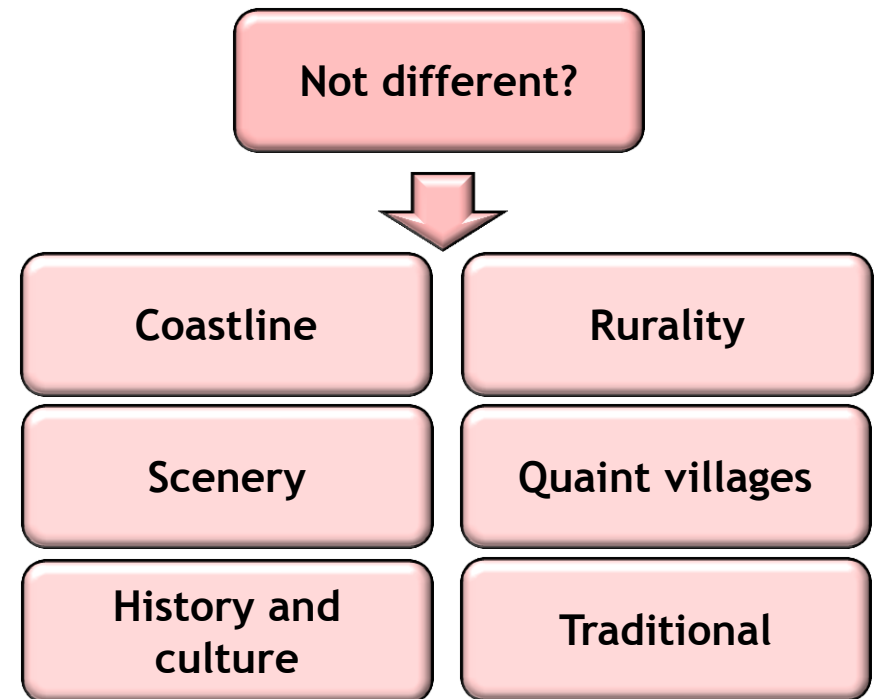 Not different?
Coastline
Rurality
Scenery
Quaint villages
History and
culture
Traditional